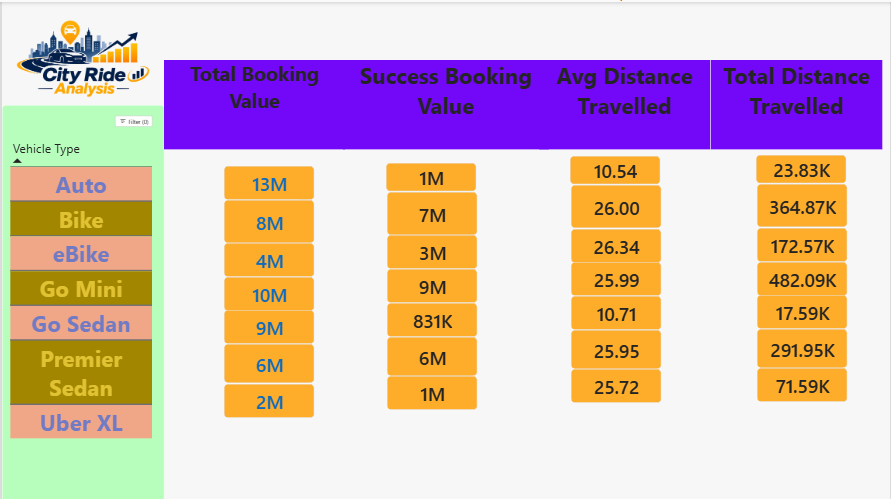 City Ride
Analysis
Total Booking
Value
Success Booking
Value
Avg Distance
Travelled
Total Distance
Travelled
Filter (0)
Vehicle Type
Auto
13M
1M
10.54
23.83K
Bike
8M
7M
26.00
364.87K
eBike
4M
3M
26.34
172.57K
Go Mini
10M
9M
25.99
482.09K
Go Sedan
9M
831K
10.71
17.59K
Premier
Sedan
6M
6M
25.95
291.95K
Uber XL
2M
1M
25.72
71.59K